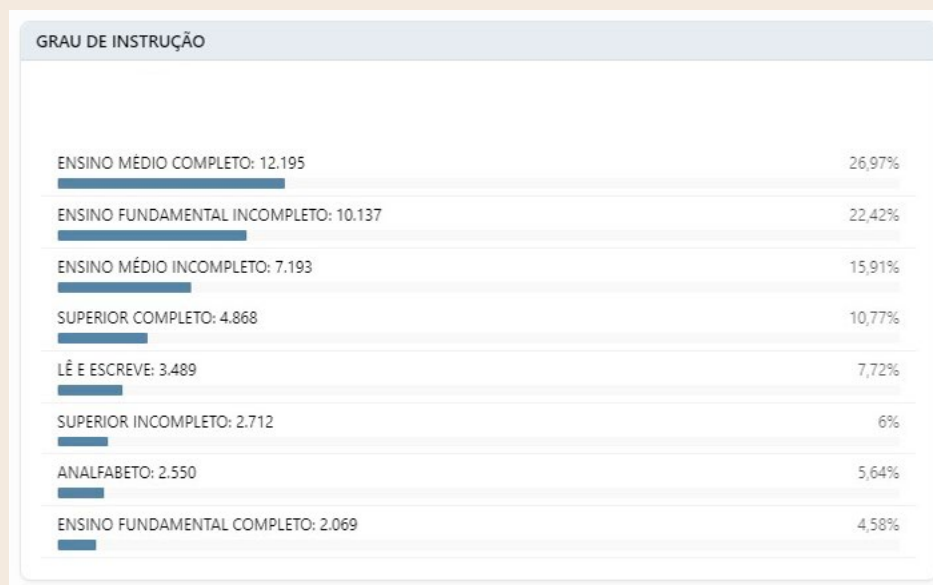 GRAU DE INSTRUÇÃO
ENSINO MÉDIO COMPLETO: 12.195 26,97%
ENSINO FUNDAMENTAL INCOMPLETO: 10.137 22,42%
ENSINO MÉDIO INCOMPLETO: 7.193 15,91%
SUPERIOR COMPLETO: 4.868 10,77%
LÊ E ESCREVE: 3.489 7,72%
SUPERIOR INCOMPLETO: 2.712 6%
ANALFABETO: 2.550 5,64%
ENSINO FUNDAMENTAL COMPLETO: 2.069 4,58%